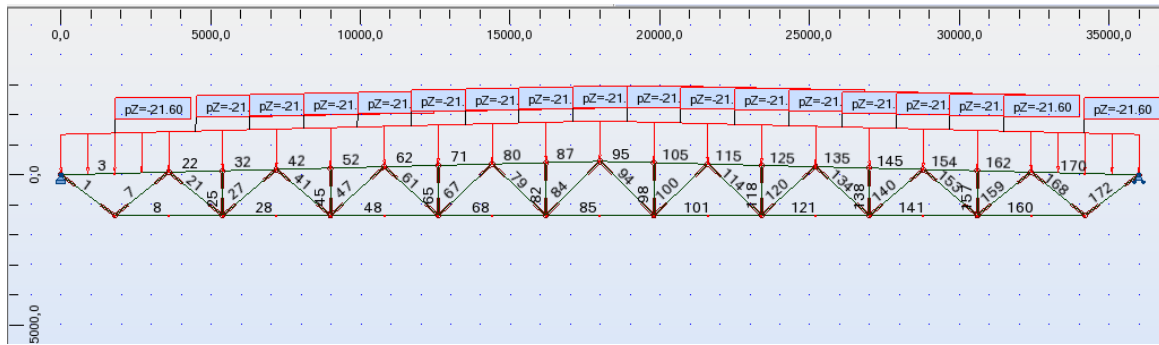 0,0 5000,0 10000,0 15000,0 20000,0 25000,0 30000,0 35000,0
pZ=-21.60 pZ=-21. pZ=-21. pZ=-21. pZ=-21. pZ=-21. pZ=-21. pZ=-21. pZ=-21. pZ=-21. pZ=-21. pZ=-21. pZ=-21. pZ=-21. pZ=-21. pZ=-21. pZ=-21.60 pZ=-21.60
0,0
3 22 32 42 52 62 71 80 87 95 105 115 125 135 145 154 162 170
1 7 21 25 27 41 45 47 61 65 67 79 82 84 94 98 100 114 118 120 134 138 140 153 157 159 168 172
8 28 48 68 85 101 121 141 160
5000,0